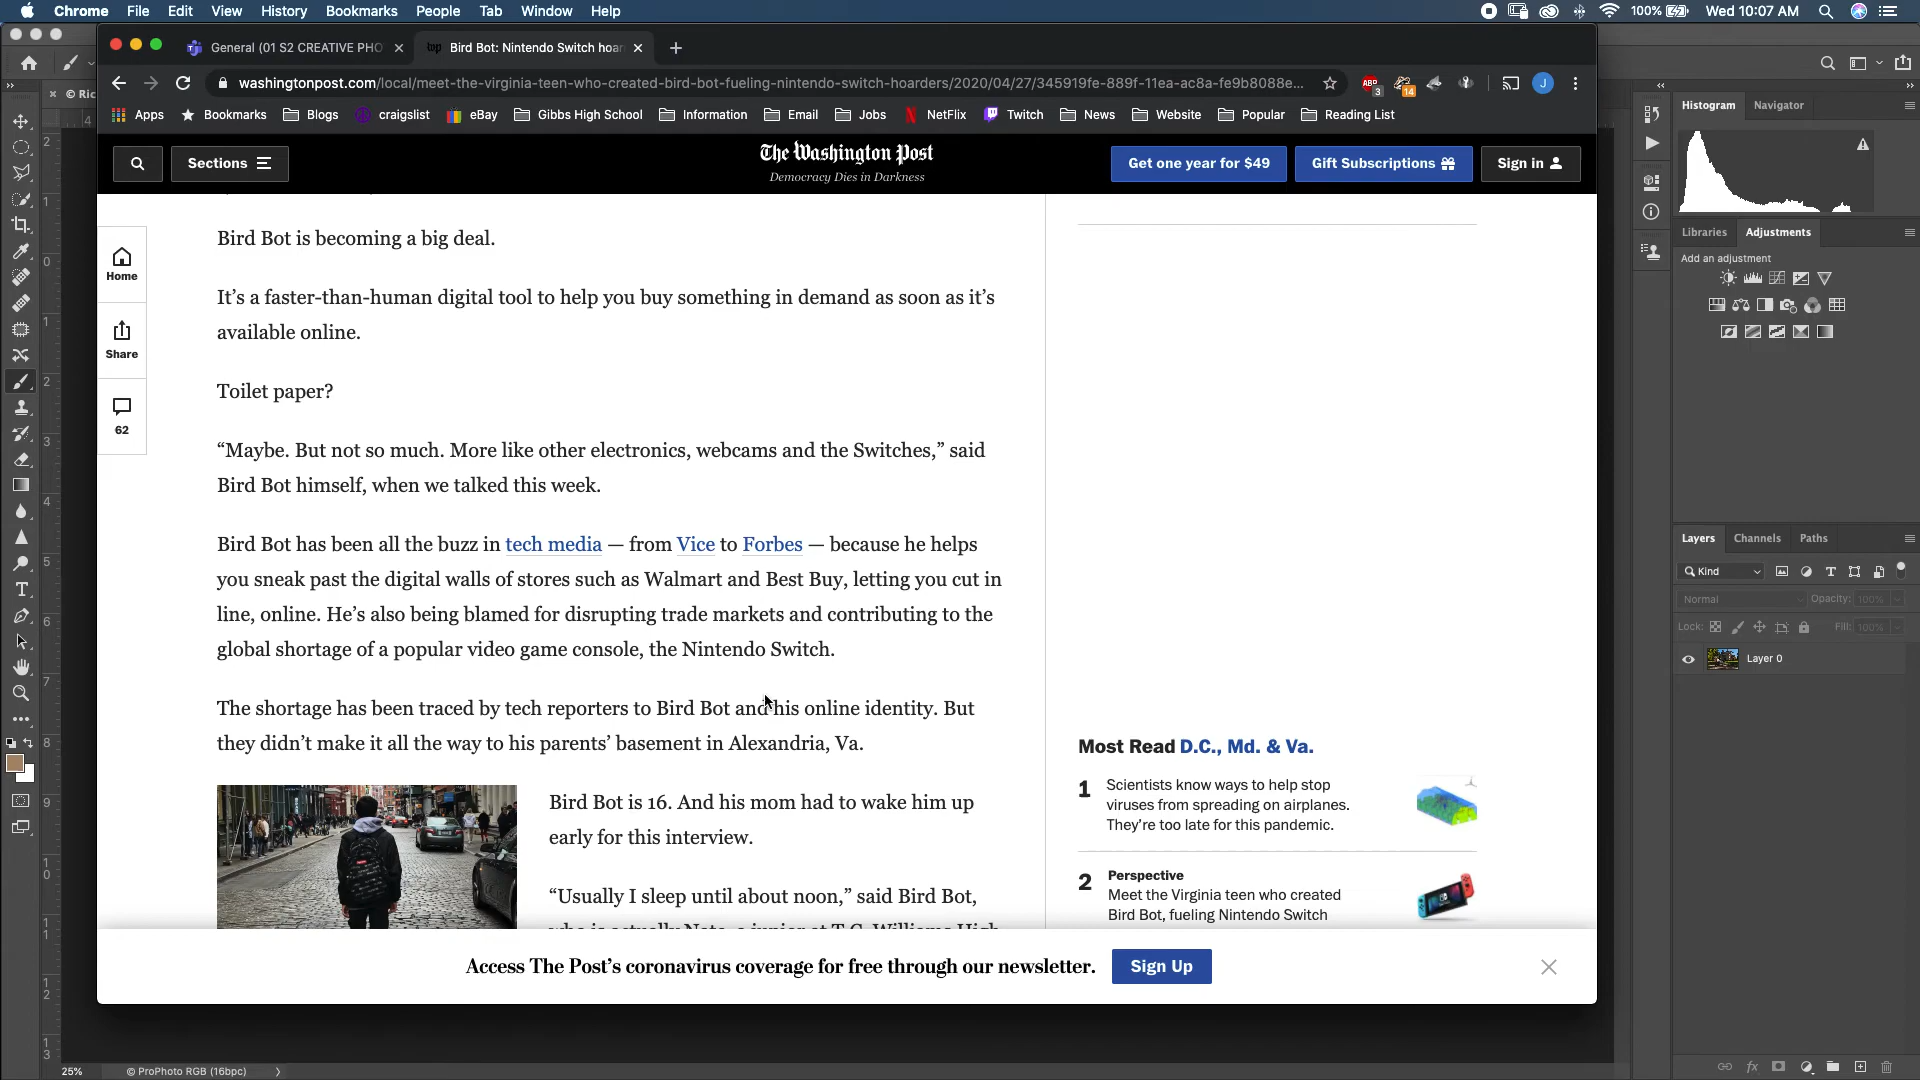 Chrome File Edit View History Bookmarks People Tab Window Help
100% Wed 10:07 AM
General (01 S2 CREATIVE PHO
Bird Bot: Nintendo Switch hoar
washingtonpost.com/local/meet-the-virginia-teen-who-created-bird-bot-fueling-nintendo-switch-hoarders/2020/04/27/345919fe-889f-11ea-ac8a-fe9b8088e...
ABP 3 14 J
Apps Bookmarks Blogs craigslist eBay Gibbs High School Information Email Jobs NetFlix Twitch News Website Popular Reading List
Sections
The Washington Post
Democracy Dies in Darkness
Get one year for $49
Gift Subscriptions
Sign in
Home
Share
62
Bird Bot is becoming a big deal.
It’s a faster-than-human digital tool to help you buy something in demand as soon as it’s
available online.
Toilet paper?
“Maybe. But not so much. More like other electronics, webcams and the Switches,” said
Bird Bot himself, when we talked this week.
Bird Bot has been all the buzz in tech media — from Vice to Forbes — because he helps
you sneak past the digital walls of stores such as Walmart and Best Buy, letting you cut in
line, online. He’s also being blamed for disrupting trade markets and contributing to the
global shortage of a popular video game console, the Nintendo Switch.
The shortage has been traced by tech reporters to Bird Bot and his online identity. But
they didn’t make it all the way to his parents’ basement in Alexandria, Va.
Bird Bot is 16. And his mom had to wake him up
early for this interview.
“Usually I sleep until about noon,” said Bird Bot,
Most Read D.C., Md. & Va.
1 Scientists know ways to help stop
viruses from spreading on airplanes.
They’re too late for this pandemic.
2 Perspective
Meet the Virginia teen who created
Bird Bot, fueling Nintendo Switch
Access The Post’s coronavirus coverage for free through our newsletter.
Sign Up
© Ric
Histogram Navigator
Libraries Adjustments
Add an adjustment
Layers Channels Paths
Kind
Normal Opacity: 100%
Lock: Fill: 100%
Layer 0
25% © ProPhoto RGB (16bpc)